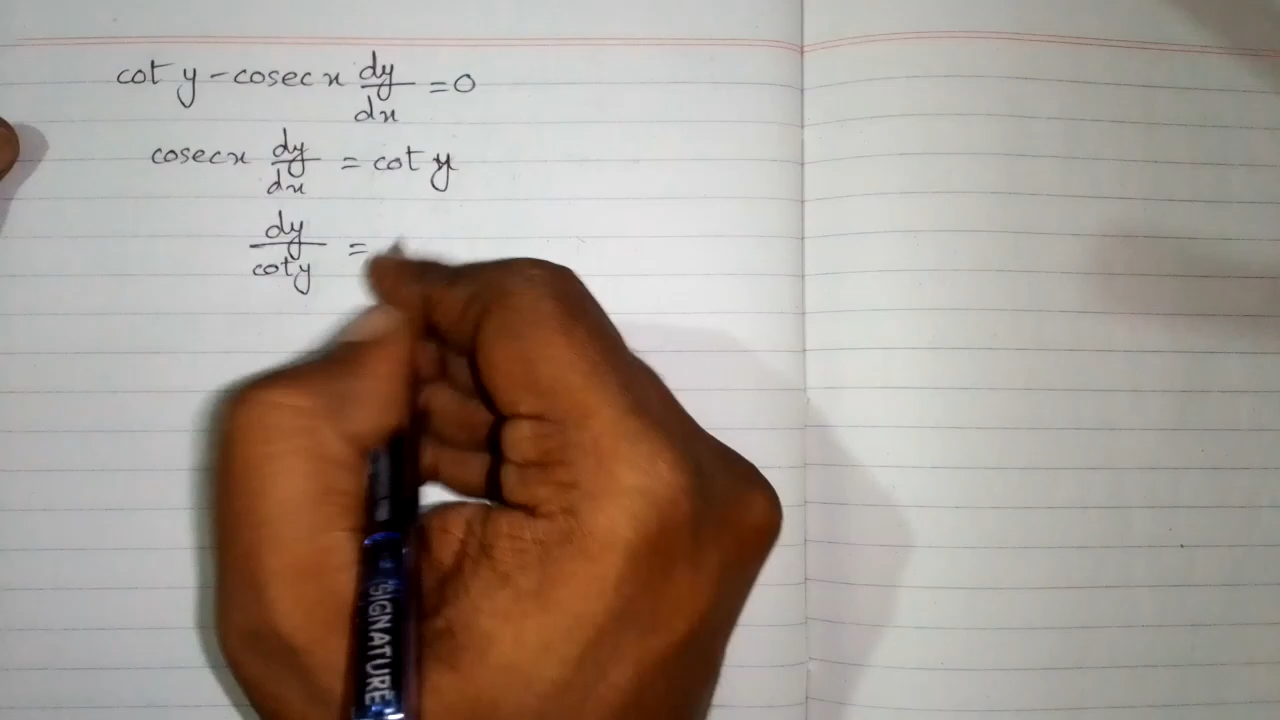 cot y - cosec x dy/dx = 0
cosec x dy/dx = cot y
dy/cot y =
SIGNATURE